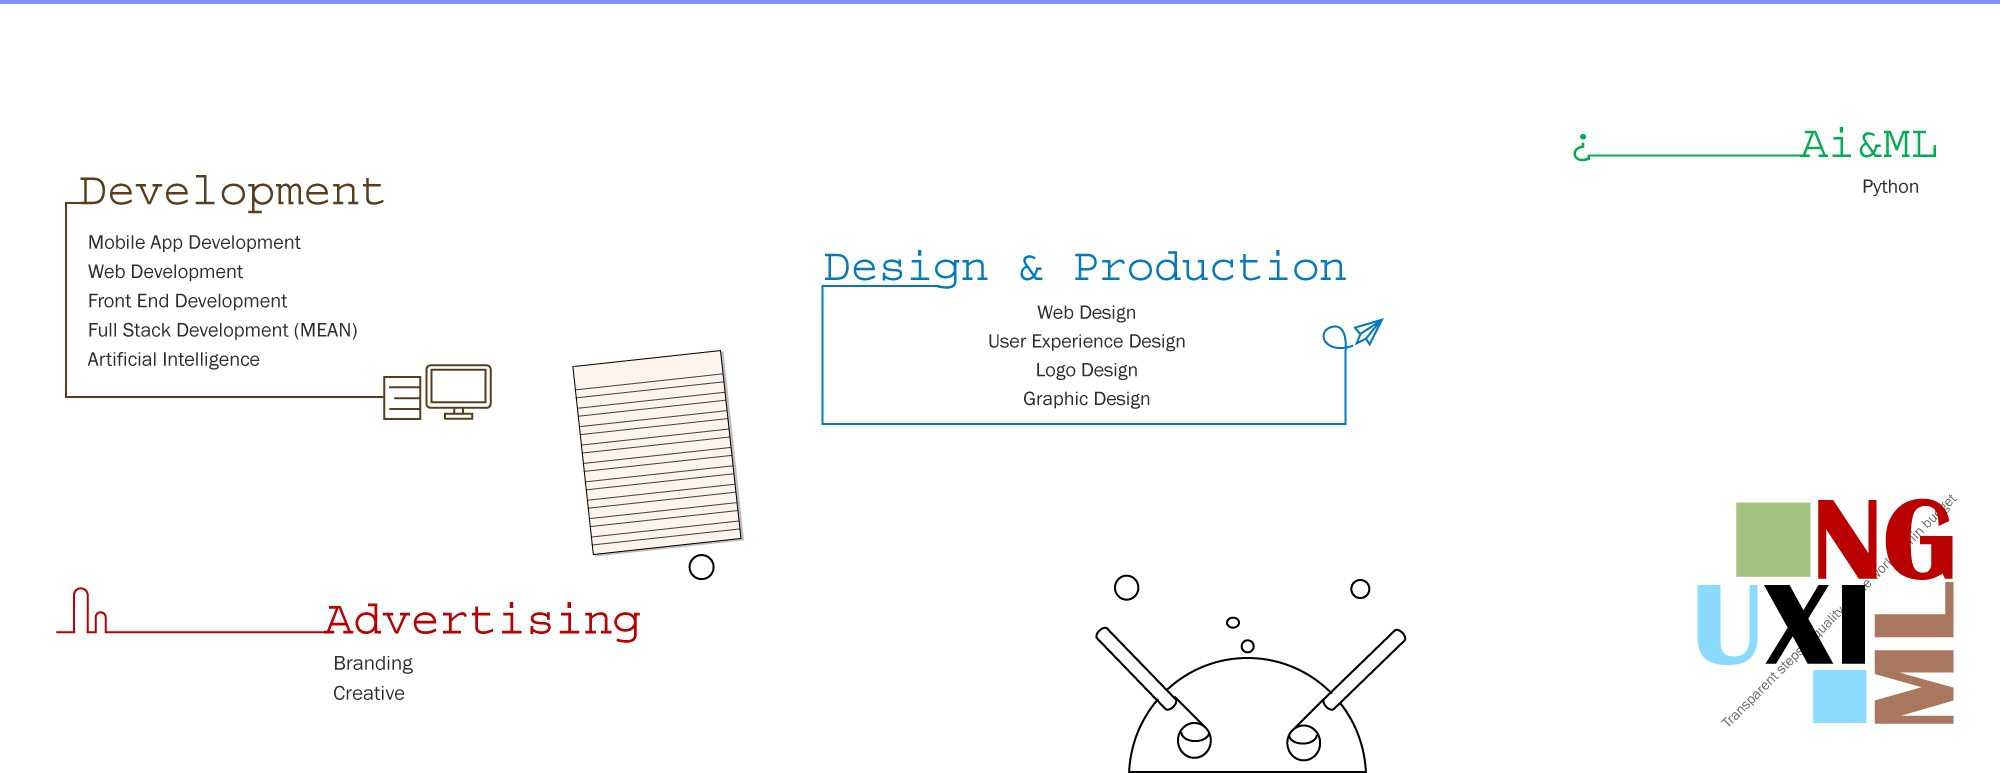 Development
Mobile App Development
Web Development
Front End Development
Full Stack Development (MEAN)
Artificial Intelligence
Advertising
Branding
Creative
Design & Production
Web Design
User Experience Design
Logo Design
Graphic Design
Ai&ML
Python
NG
UXI
ML
Transparent steps quality work budget